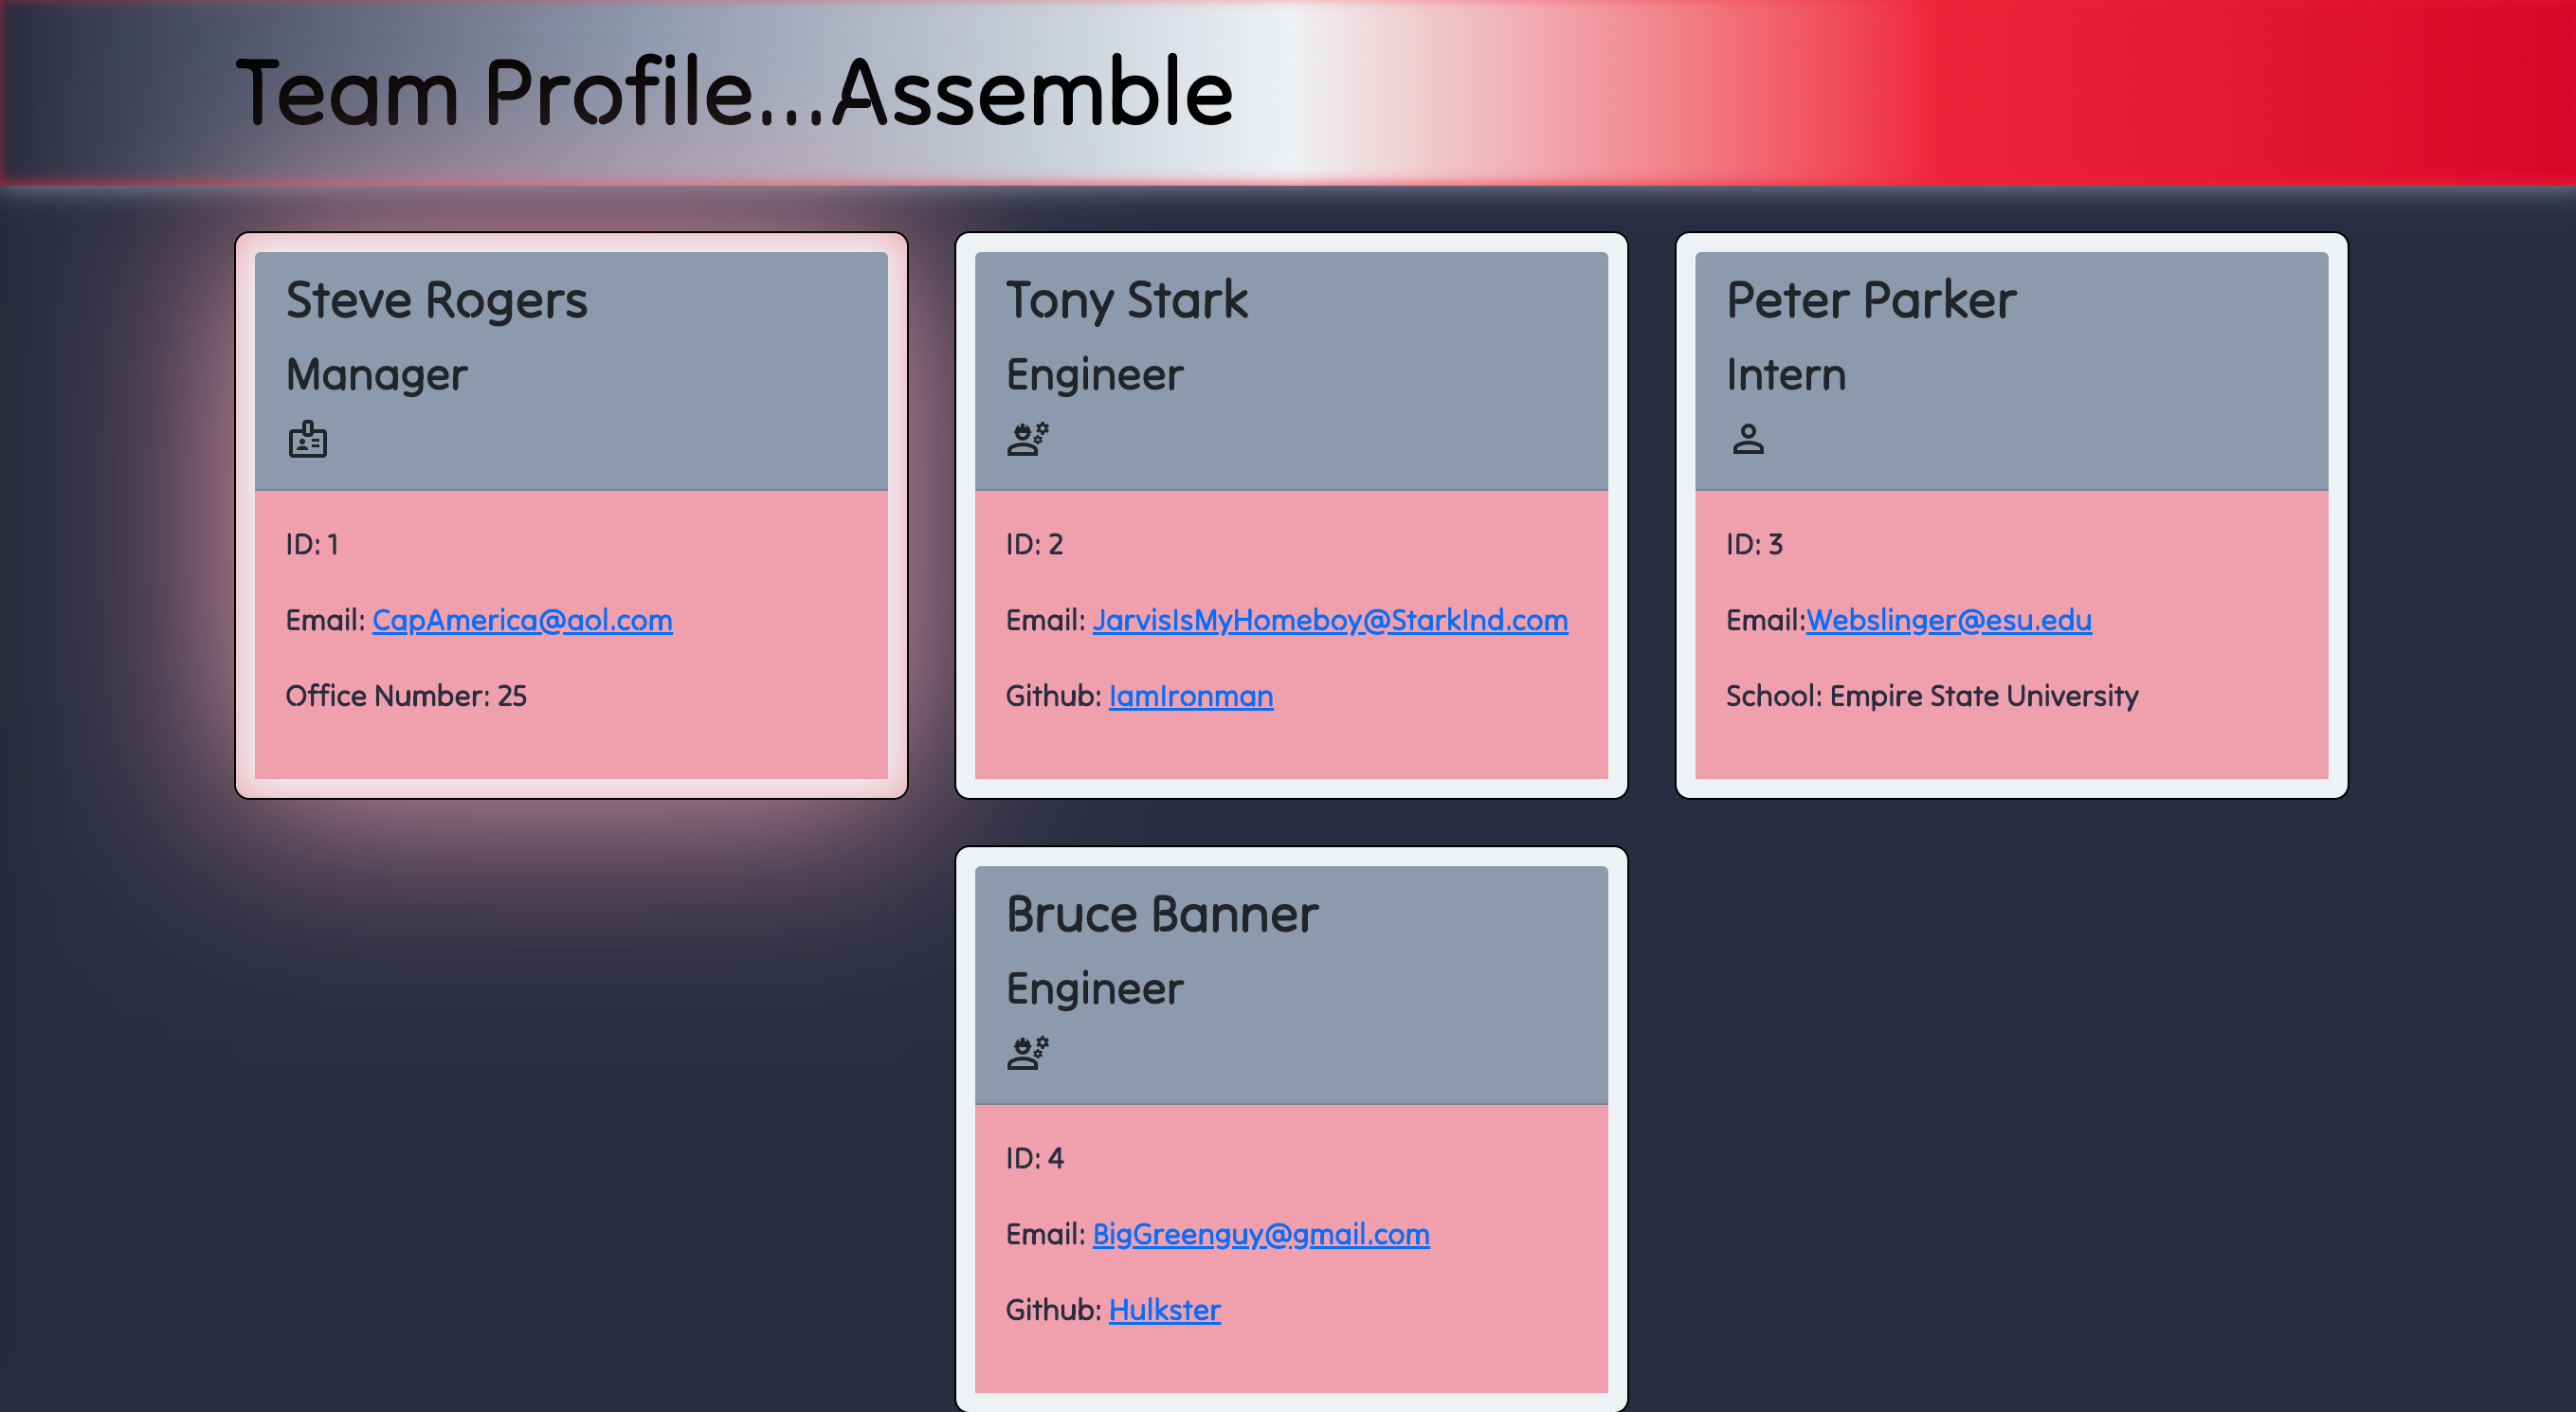 Team Profile...Assemble
Steve Rogers
Manager
ID: 1
Email: CapAmerica@aol.com
Office Number: 25
Tony Stark
Engineer
ID: 2
Email: JarvisIsMyHomeboy@StarkInd.com
Github: IamIronman
Peter Parker
Intern
ID: 3
Email:Webslinger@esu.edu
School: Empire State University
Bruce Banner
Engineer
ID: 4
Email: BigGreenguy@gmail.com
Github: Hulkster